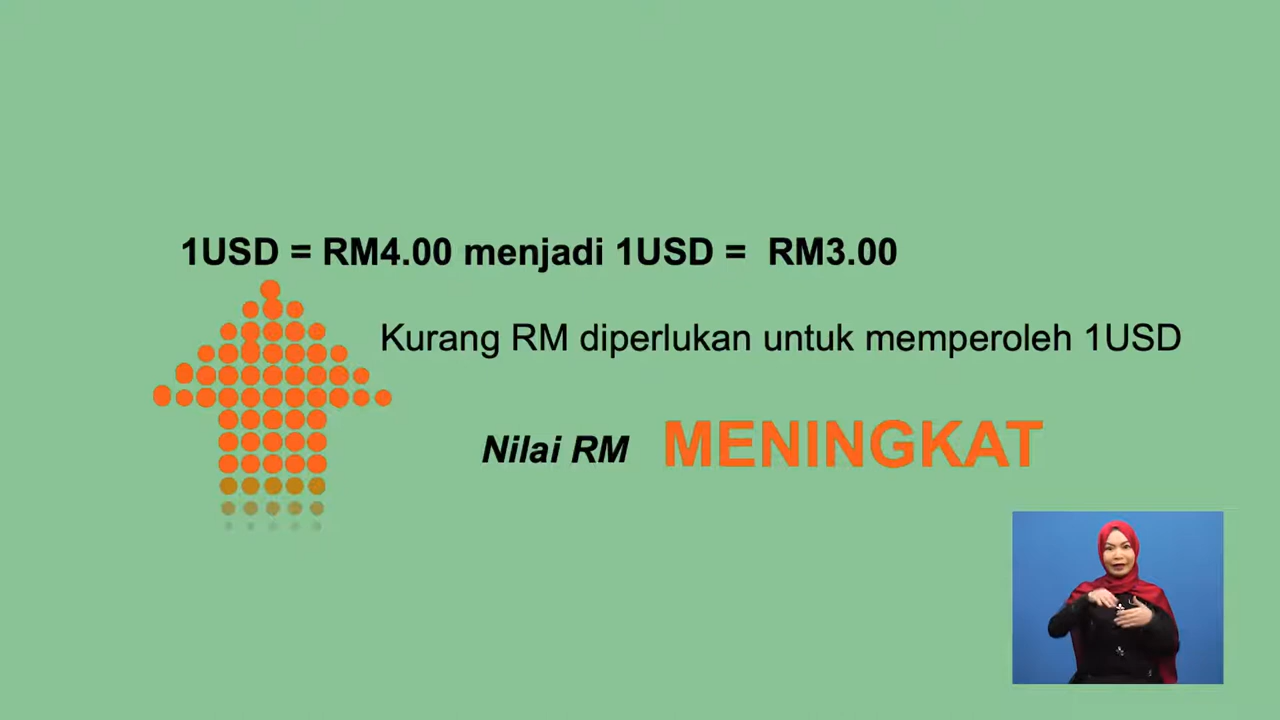 1USD = RM4.00 menjadi 1USD = RM3.00
Kurang RM diperlukan untuk memperoleh 1USD
Nilai RM MENINGKAT